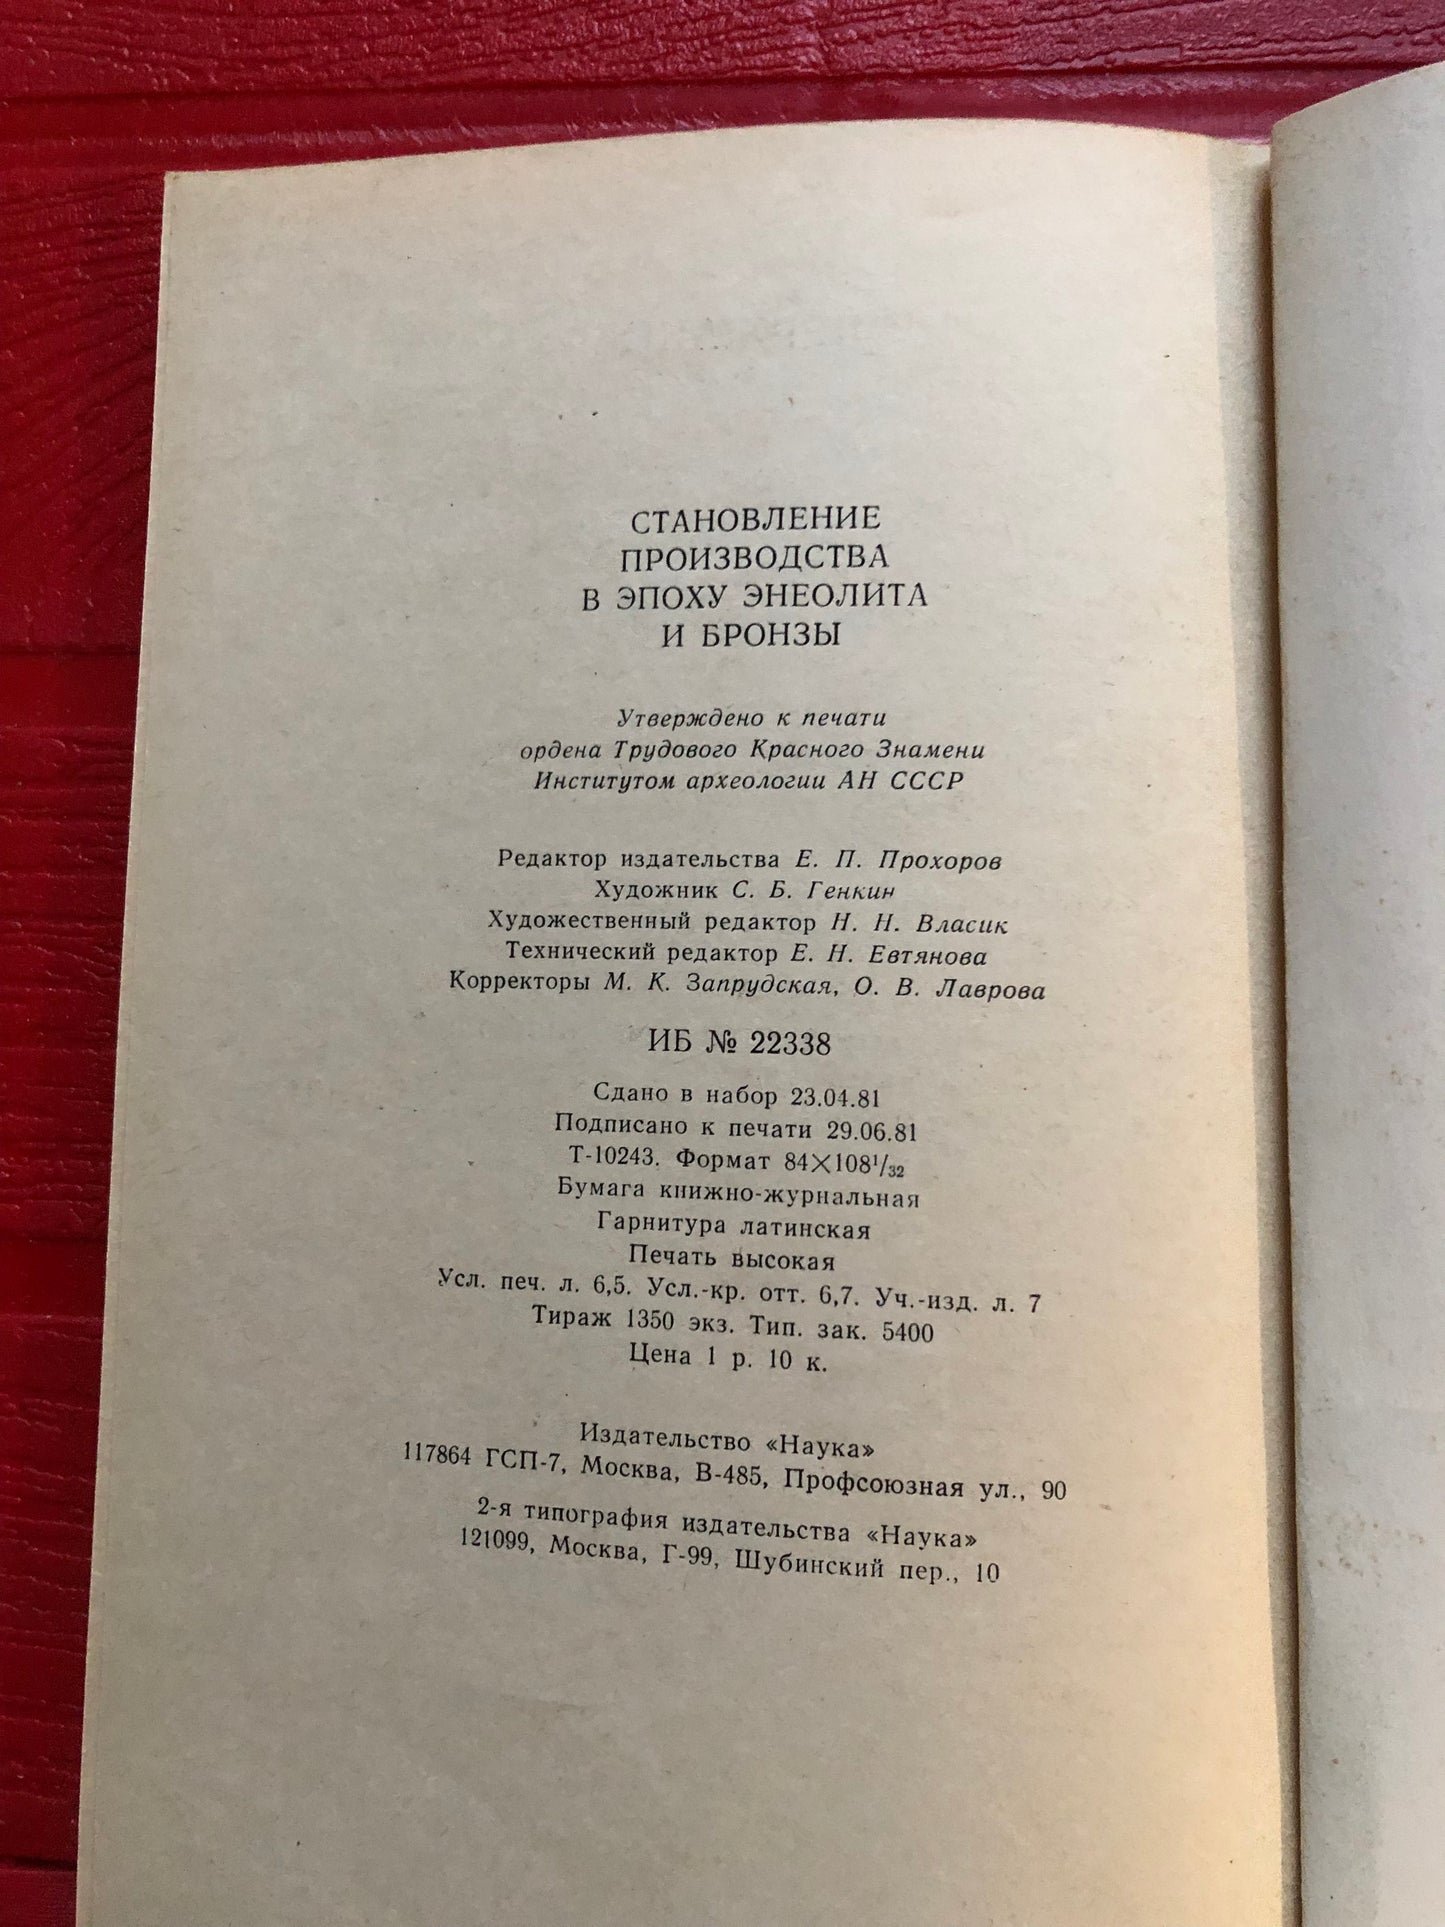 СТАНОВЛЕНИЕ
ПРОИЗВОДСТВА
В ЭПОХУ ЭНЕОЛИТА
И БРОНЗЫ
Утверждено к печати
ордена Трудового Красного Знамени
Институтом археологии АН СССР
Редактор издательства Е. П. Прохоров
Художник С. Б. Генкин
Художественный редактор Н. Н. Власик
Технический редактор Е. Н. Евтянова
Корректоры М. К. Запрудская, О. В. Лаврова
ИБ № 22338
Сдано в набор 23.04.81
Подписано к печати 29.06.81
Т-10243. Формат 84×108¹/₃₂
Бумага книжно-журнальная
Гарнитура латинская
Печать высокая
Усл. печ. л. 6,5. Усл.-кр. отт. 6,7. Уч.-изд. л. 7
Тираж 1350 экз. Тип. зак. 5400
Цена 1 р. 10 к.
Издательство «Наука»
117864 ГСП-7, Москва, В-485, Профсоюзная ул., 90
2-я типография издательства «Наука»
121099, Москва, Г-99, Шубинский пер., 10